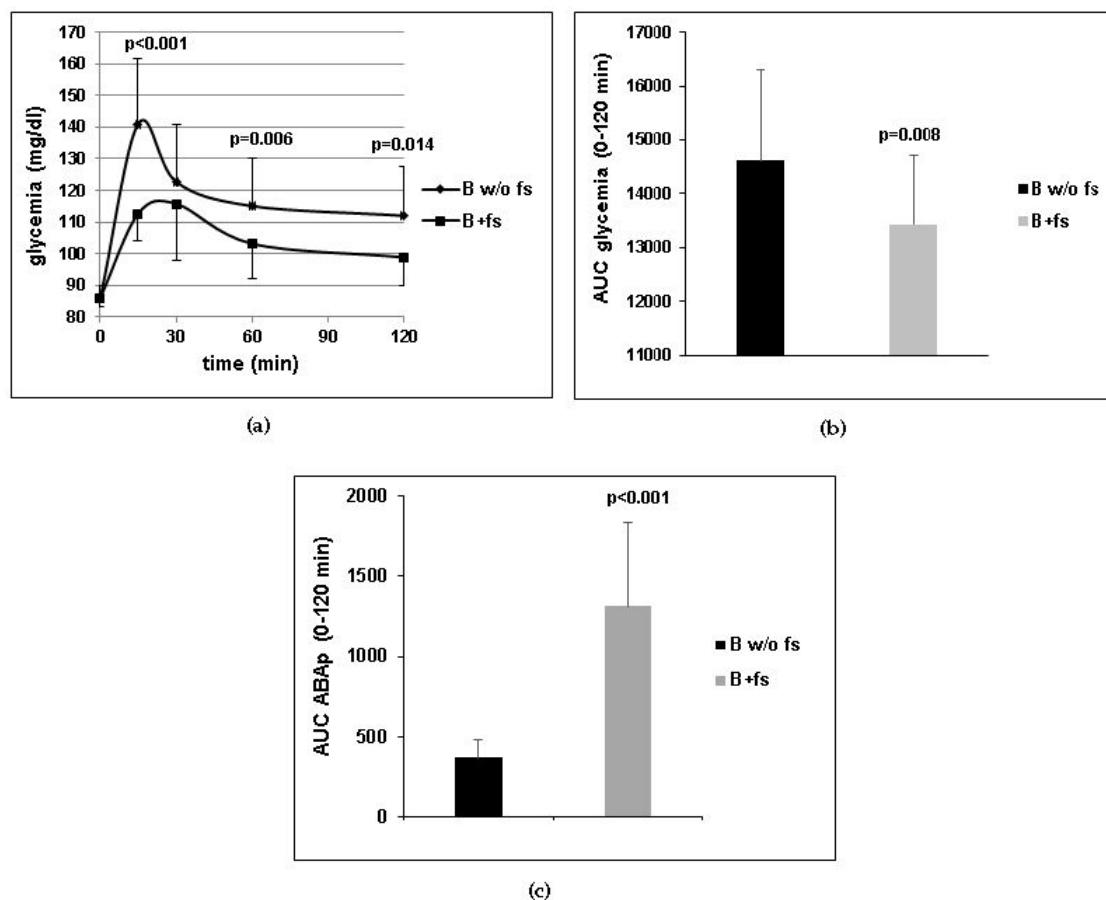 170
160
150
140
130
120
110
100
90
80
glycemia (mg/dl)
p<0.001
p=0.006
p=0.014
B w/o fs
B+fs
0
30
60
90
120
time (min)
(a)
17000
16000
15000
14000
13000
12000
11000
AUC glycemia (0-120 min)
p=0.008
B w/o fs
B+fs
(b)
2000
1500
1000
500
0
AUC ABAp (0-120 min)
p<0.001
B w/o fs
B+fs
(c)